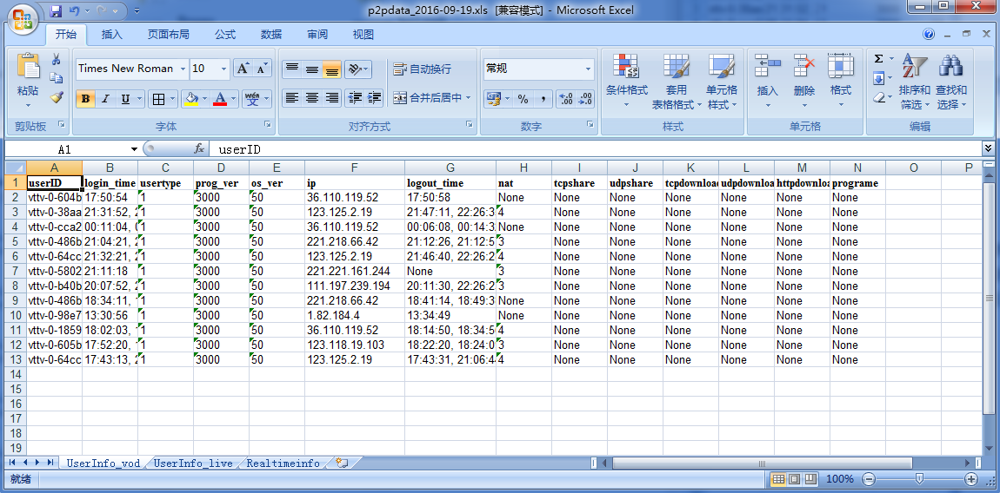 p2pdata_2016-09-19.xls [兼容模式] - Microsoft Excel
开始 插入 页面布局 公式 数据 审阅 视图
粘贴
剪贴板
Times New Roman 10
B I U A A
wén 变
字体
自动换行
合并后居中
对齐方式
常规
% , .00
数字
条件格式 套用表格格式 单元格样式
样式
插入 删除 格式
单元格
Σ 排序和筛选 查找和选择
编辑
A1 fx userID
A B C D E F G H I J K L M N O P
1 userID login_time usertype prog_ver os_ver ip logout_time nat tcpshare udpshare tcpdownload udpdownloa httpdownloa programe
2 vttv-0-604b 17:50:54 1 3000 50 36.110.119.52 17:50:58 None None None None None None None
3 vttv-0-38aa 21:31:52, 2 1 3000 50 123.125.2.19 21:47:11, 22:26:3 4 None None None None None None
4 vttv-0-cca2 00:11:04, 0 1 3000 50 36.110.119.52 00:06:08, 00:14:3 None None None None None None None
5 vttv-0-486b 21:04:21, 2 1 3000 50 221.218.66.42 21:12:26, 21:12:5 3 None None None None None None
6 vttv-0-64cc 21:32:21, 2 1 3000 50 123.125.2.19 21:46:40, 22:26:2 4 None None None None None None
7 vttv-0-5802 21:11:18 1 3000 50 221.221.161.244 None 3 None None None None None None
8 vttv-0-b40b 20:07:52, 2 1 3000 50 111.197.239.194 20:11:30, 22:26:2 3 None None None None None None
9 vttv-0-486b 18:34:11, 1 1 3000 50 221.218.66.42 18:41:14, 18:49:3 None None None None None None None
10 vttv-0-98e7 13:30:56 1 3000 50 1.82.184.4 13:34:49 None None None None None None None
11 vttv-0-1859 18:02:03, 1 1 3000 50 36.110.119.52 18:14:50, 18:34:5 4 None None None None None None
12 vttv-0-605b 17:52:20, 1 1 3000 50 123.118.19.103 18:22:20, 18:24:0 3 None None None None None None
13 vttv-0-64cc 17:43:13, 2 1 3000 50 123.125.2.19 17:43:31, 21:06:4 4 None None None None None None
14
15
16
17
18
19
UserInfo_vod UserInfo_live Realtimeinfo
就绪 100%